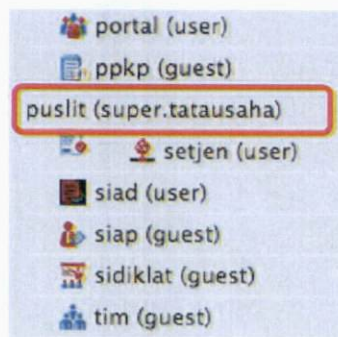 portal (user)
ppkp (guest)
puslit (super.tatausaha)
setjen (user)
siad (user)
siap (guest)
sidiklat (guest)
tim (guest)